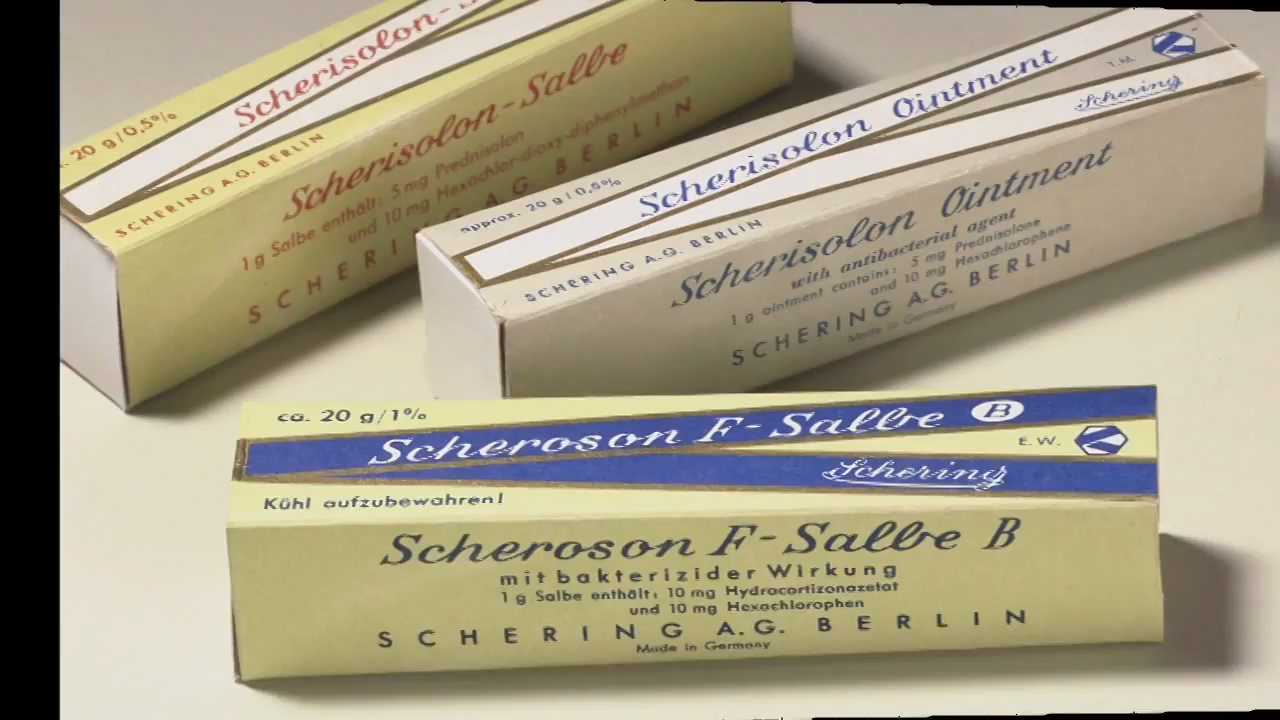 20 g/0,5%
Scherisolon-S
SCHERING A.G. BERLIN
Scherisolon-Salbe
1 g Salbe enthält: 5 mg Prednisolon
und 10 mg Hexachlor-dioxy-diphenylmethan
SCHERING A.G. BERLIN
approx. 20 g/0,5%
Scherisolon Ointment
T.M.
Schering
SCHERING A.G. BERLIN
Scherisolon Ointment
with antibacterial agent
1 g ointment contains: 5 mg Prednisolone
and 10 mg Hexachlorophene
SCHERING A.G. BERLIN
Made in Germany
ca. 20 g/1%
Scheroson F-Salbe B
E.W.
Schering
Kühl aufzubewahren!
Scheroson F-Salbe B
mit bakterizider Wirkung
1 g Salbe enthält: 10 mg Hydrocortizonazetat
und 10 mg Hexachlorophen
SCHERING A.G. BERLIN
Made in Germany